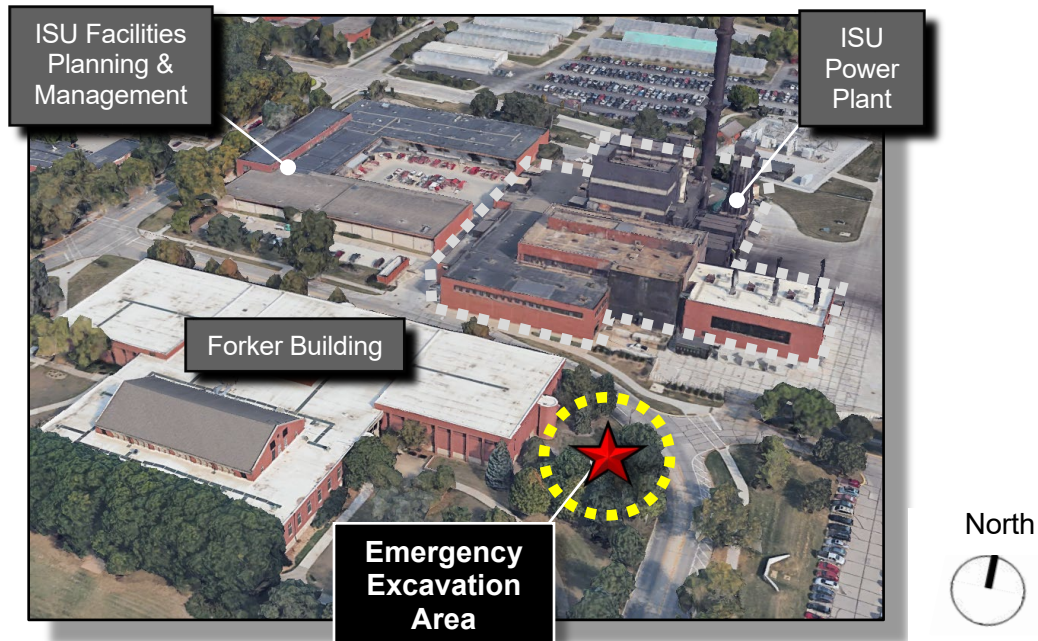 ISU Facilities
Planning &
Management
ISU
Power
Plant
Forker Building
Emergency
Excavation
Area
North